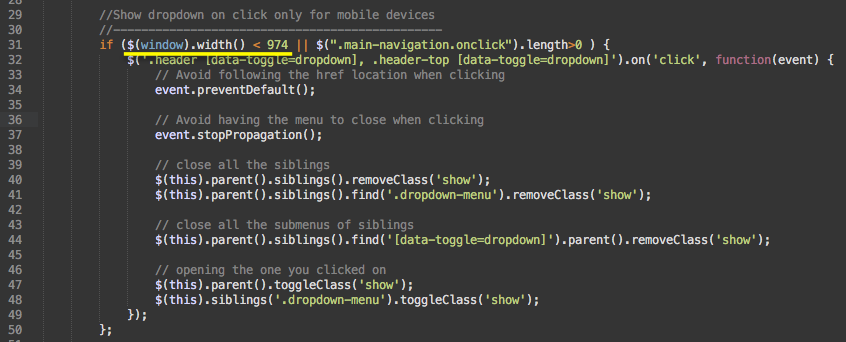 28
29 //Show dropdown on click only for mobile devices
30 //-----------------------------------------------
31 if ($(window).width() < 974 || $(".main-navigation.onclick").length>0 ) {
32 $('.header [data-toggle=dropdown], .header-top [data-toggle=dropdown]').on('click', function(event) {
33 // Avoid following the href location when clicking
34 event.preventDefault();
35
36 // Avoid having the menu to close when clicking
37 event.stopPropagation();
38
39 // close all the siblings
40 $(this).parent().siblings().removeClass('show');
41 $(this).parent().siblings().find('.dropdown-menu').removeClass('show');
42
43 // close all the submenus of siblings
44 $(this).parent().siblings().find('[data-toggle=dropdown]').parent().removeClass('show');
45
46 // opening the one you clicked on
47 $(this).parent().toggleClass('show');
48 $(this).siblings('.dropdown-menu').toggleClass('show');
49 });
50 };